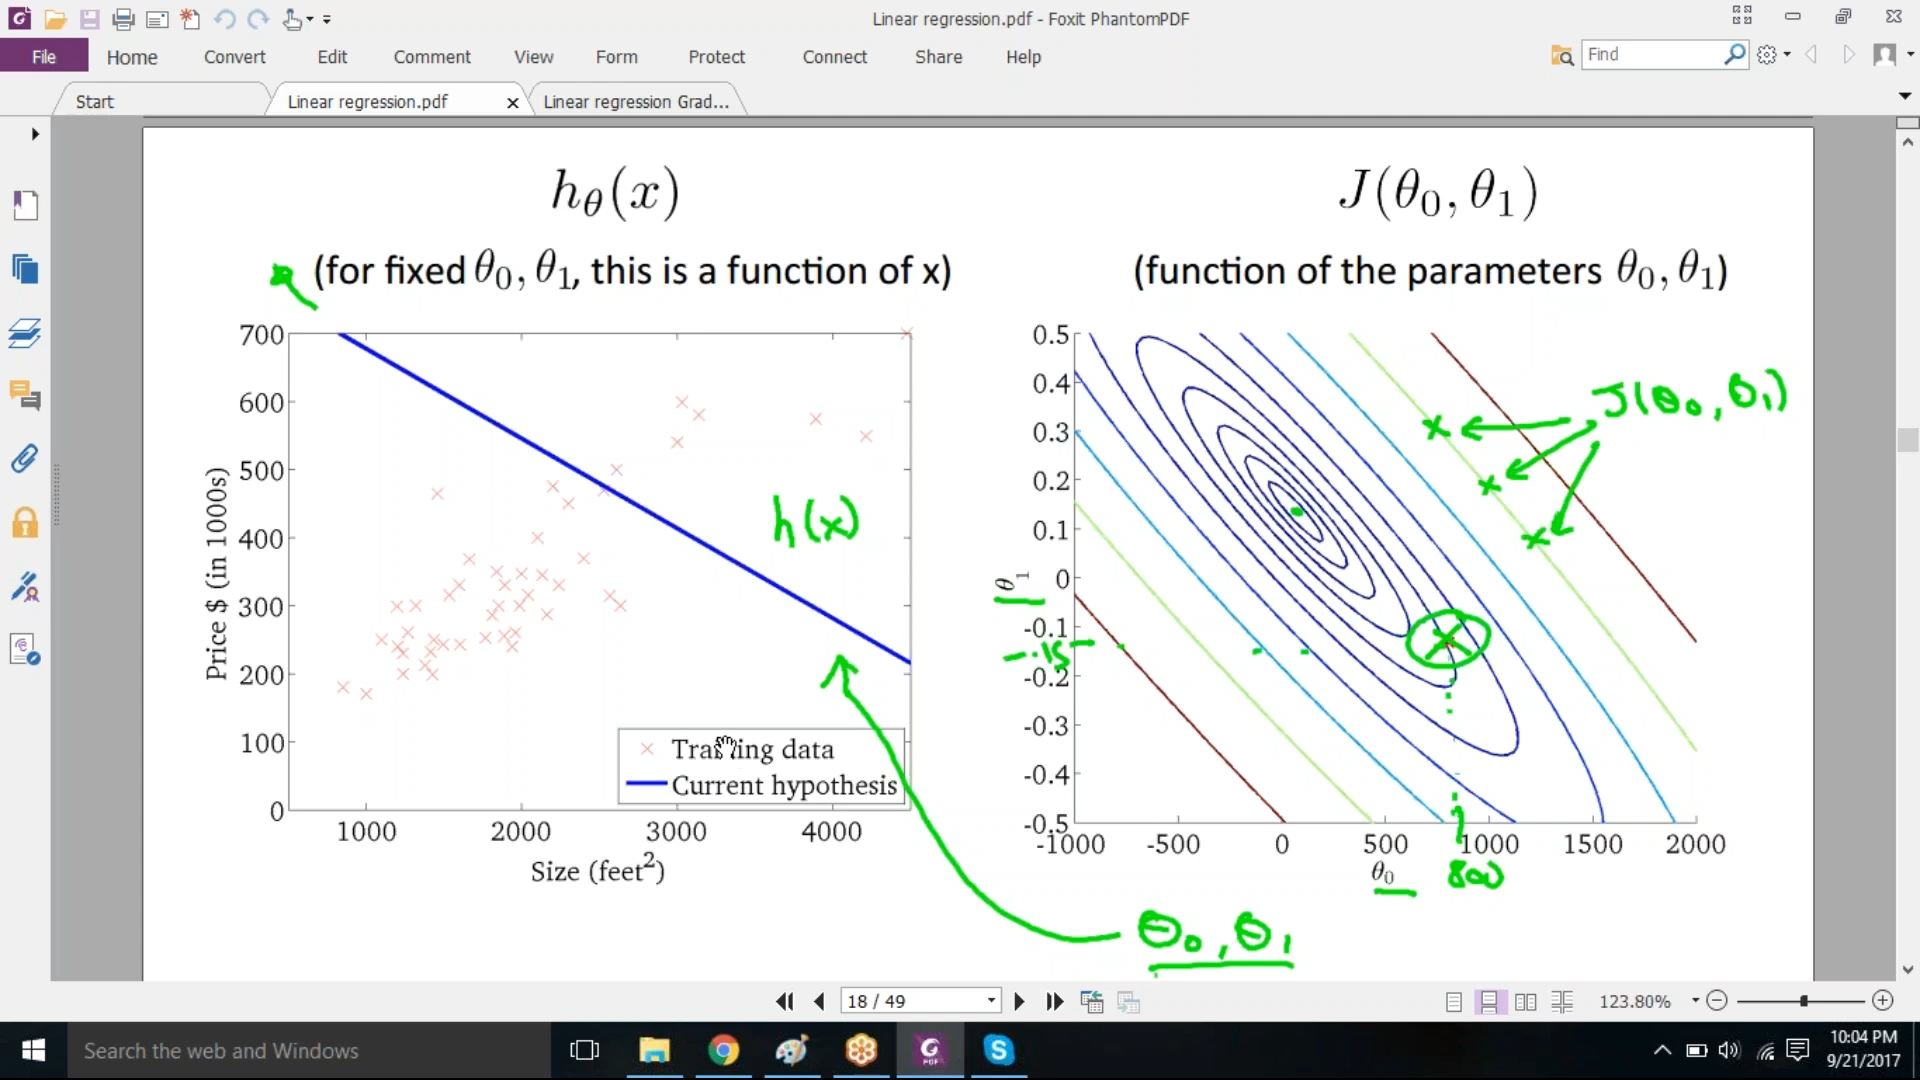 Linear regression.pdf - Foxit PhantomPDF
File Home Convert Edit Comment View Form Protect Connect Share Help Find
Start Linear regression.pdf Linear regression Grad...
hθ(x)
(for fixed θ0, θ1, this is a function of x)
700
600
500
400
300
200
100
0
Price $ (in 1000s)
1000 2000 3000 4000
Size (feet2)
h(x)
Training data
Current hypothesis
J(θ0, θ1)
(function of the parameters θ0, θ1)
0.5
0.4
0.3
0.2
0.1
0
-0.1
-0.2
-0.3
-0.4
-0.5
θ1
-.15
J(θ0, θ1)
-1000 -500 0 500 1000 1500 2000
θ0
800
θ0, θ1
18 / 49
123.80%
Search the web and Windows
10:04 PM
9/21/2017